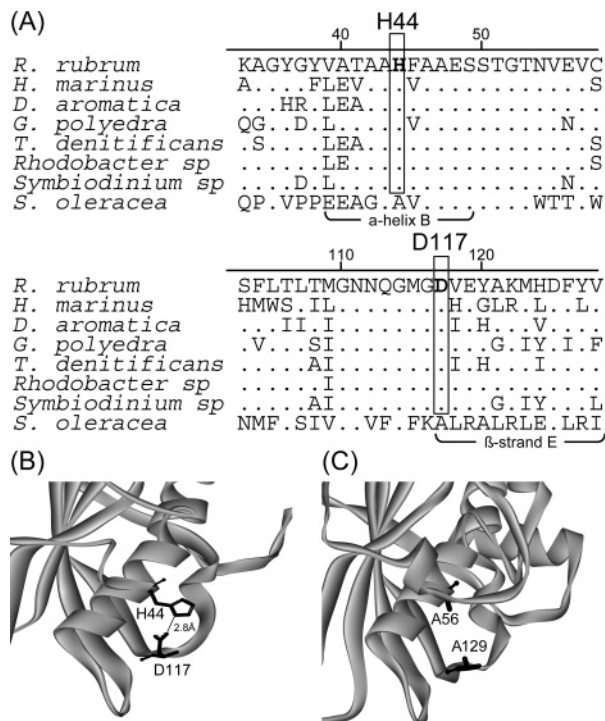 (A)
H44
40 50
R. rubrum KAGYGYVATAAHFAAESSTGTNVEVC
H. marinus A....FLEV...V............S
D. aromatica ...HR.LEA.................
G. polyedra QG..D.L.....V..........N..
T. denitificans .S....LEA................S
Rhodobacter sp ......LE..................
Symbiodinium sp ....D.L................N..
S. oleracea QP.VPPEEAG.AV.......WTT.W
a-helix B
D117
110 120
R. rubrum SFLTLTMGNNQGMGDVEYAKMHDFYV
H. marinus HMWS.IL........H.GLR.L..L.
D. aromatica ...II.I........I.H...V....
G. polyedra .V...SI...........G.IY.I.F
T. denitificans .....AI........I.H...I....
Rhodobacter sp ......I...................
Symbiodinium sp .....AI...........G.IY...L
S. oleracea NMF.SIV..VF.FKALRALRLE.LRI
ß-strand E
(B) (C)
H44
2.8Å
D117
A56
A129